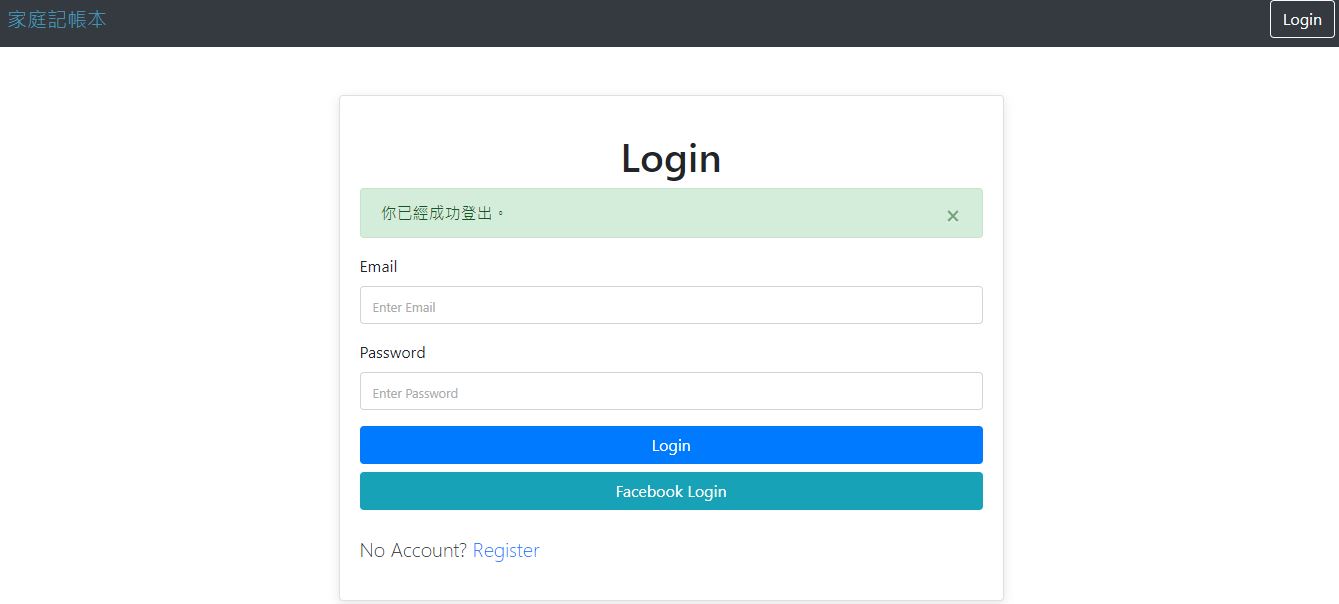 家庭記帳本
Login
Login
你已經成功登出。
×
Email
Enter Email
Password
Enter Password
Login
Facebook Login
No Account? Register